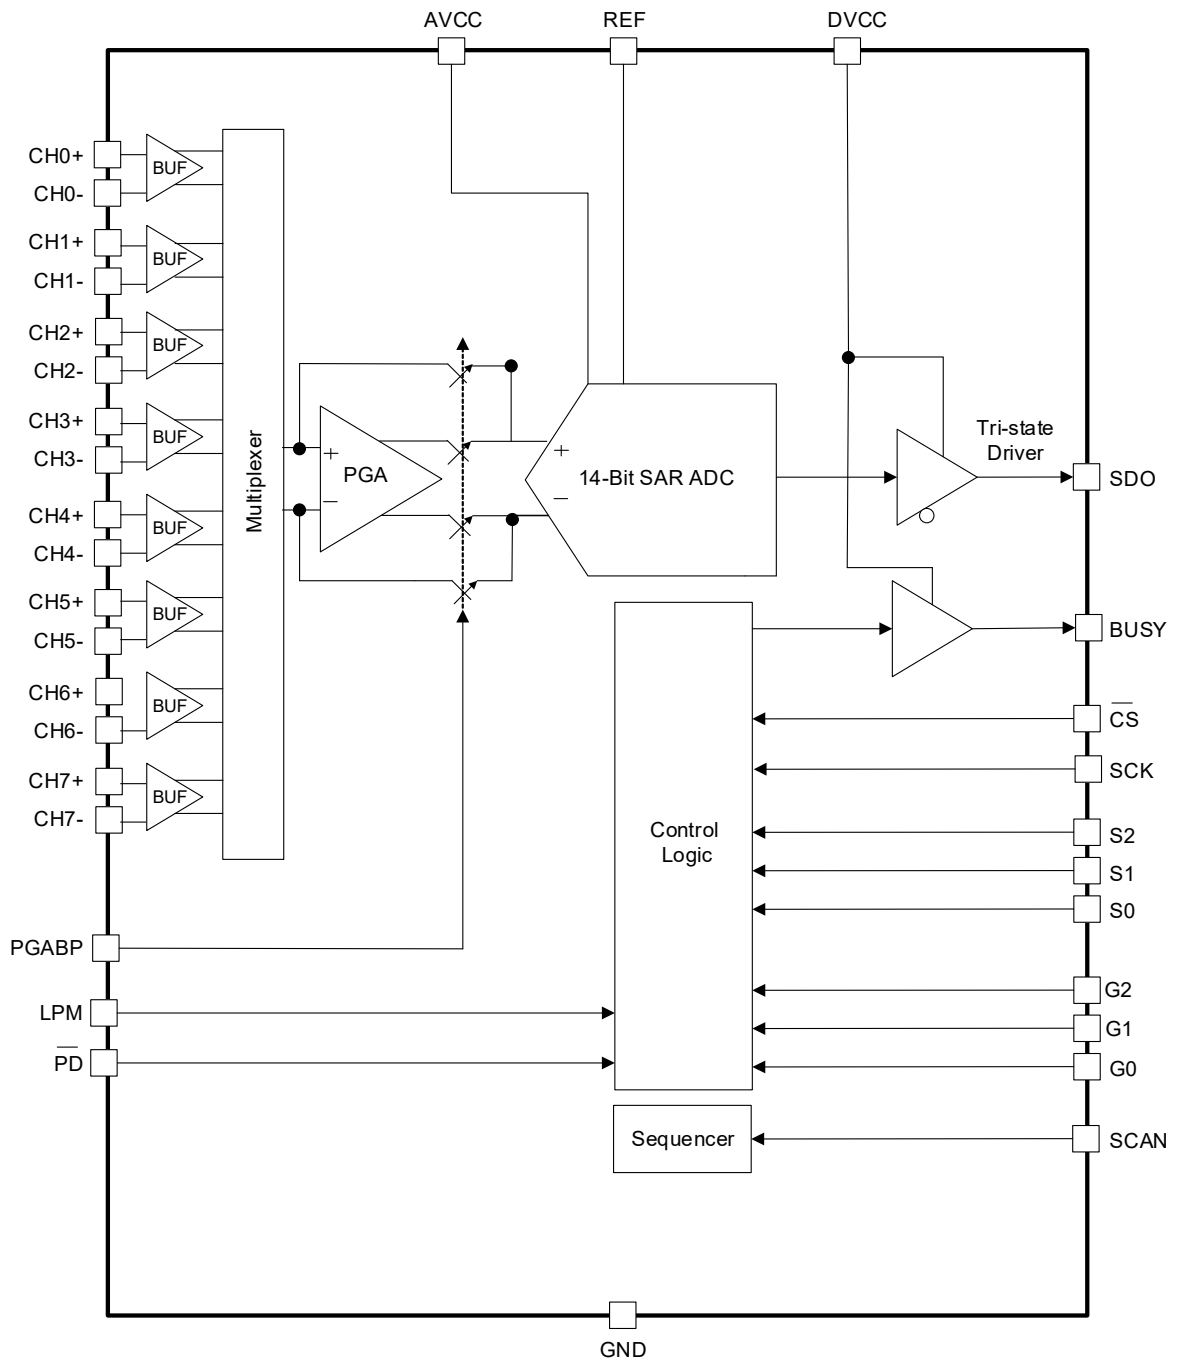 AVCC
REF
DVCC
CH0+
BUF
CH0-
CH1+
BUF
CH1-
CH2+
BUF
CH2-
CH3+
BUF
CH3-
CH4+
BUF
CH4-
CH5+
BUF
CH5-
CH6+
BUF
CH6-
CH7+
BUF
CH7-
Multiplexer
+
PGA
−
+
14-Bit SAR ADC
−
Tri-state
Driver
SDO
BUSY
CS
SCK
Control
Logic
S2
S1
S0
PGABP
LPM
PD
G2
G1
G0
Sequencer
SCAN
GND